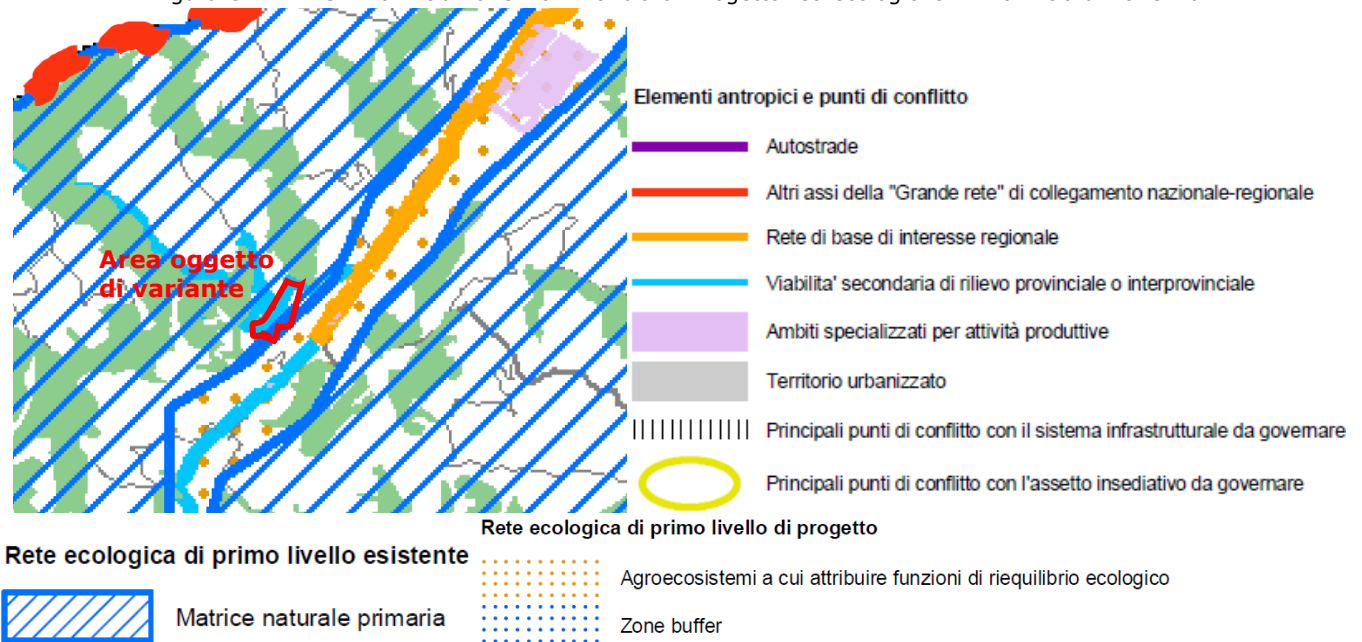 Area oggetto
di variante
Elementi antropici e punti di conflitto
Autostrade
Altri assi della "Grande rete" di collegamento nazionale-regionale
Rete di base di interesse regionale
Viabilita' secondaria di rilievo provinciale o interprovinciale
Ambiti specializzati per attività produttive
Territorio urbanizzato
Principali punti di conflitto con il sistema infrastrutturale da governare
Principali punti di conflitto con l'assetto insediativo da governare
Rete ecologica di primo livello esistente
Matrice naturale primaria
Rete ecologica di primo livello di progetto
Agroecosistemi a cui attribuire funzioni di riequilibrio ecologico
Zone buffer